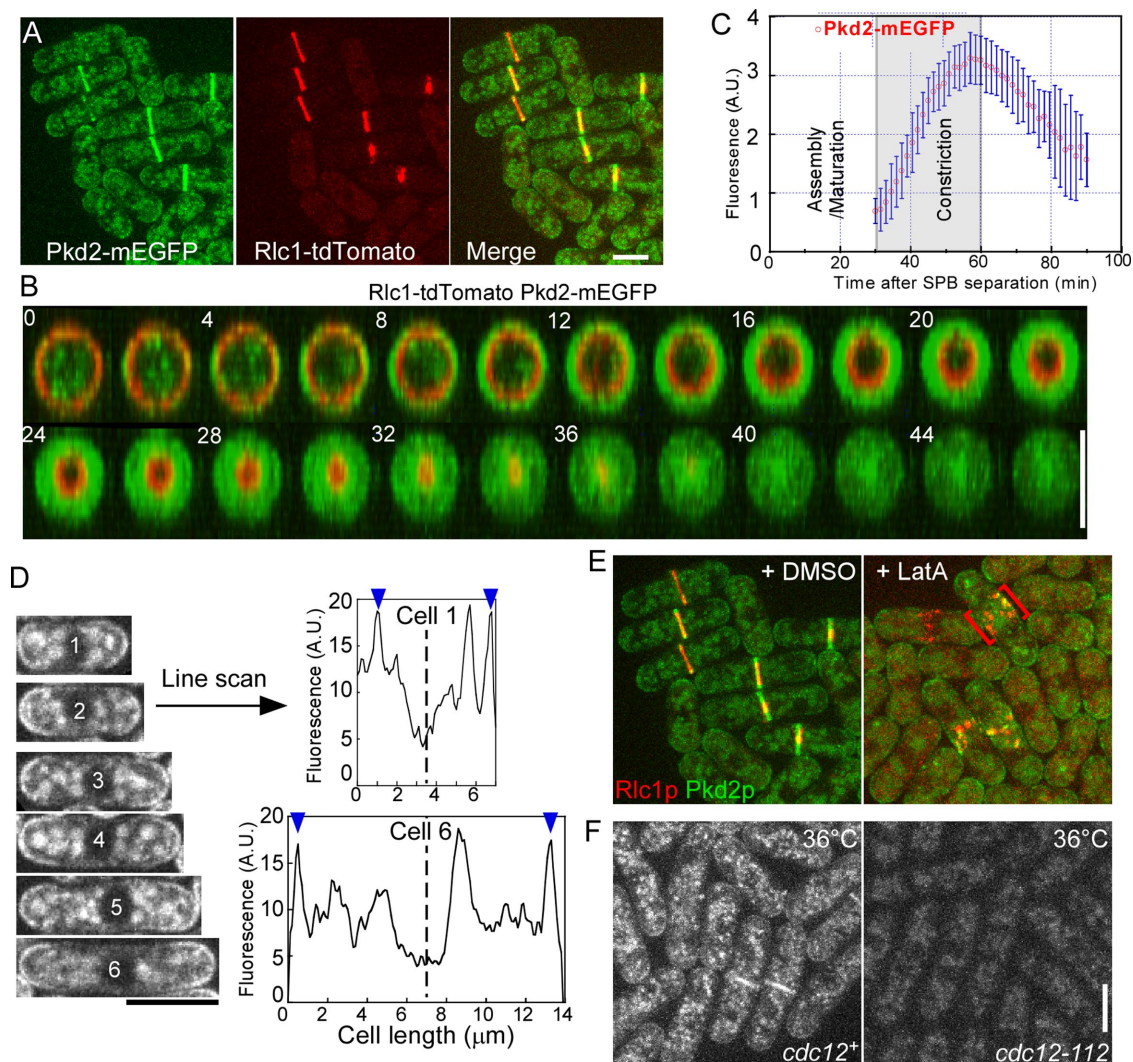 A
Pkd2-mEGFP
Rlc1-tdTomato
Merge
C
Fluoresence (A.U.)
4
3
2
1
0
Pkd2-mEGFP
Assembly
/Maturation
Constriction
0 20 40 60 80 100
Time after SPB separation (min)
B
Rlc1-tdTomato Pkd2-mEGFP
0 4 8 12 16 20
24 28 32 36 40 44
D
1
2
3
4
5
6
Line scan
Fluorescence (A.U.)
20
15
10
5
0
Cell 1
0 2 4 6
Fluorescence (A.U.)
20
15
10
5
0
Cell 6
0 2 4 6 8 10 12 14
Cell length (μm)
E
+ DMSO
+ LatA
Rlc1p Pkd2p
F
36°C
36°C
cdc12+
cdc12-112